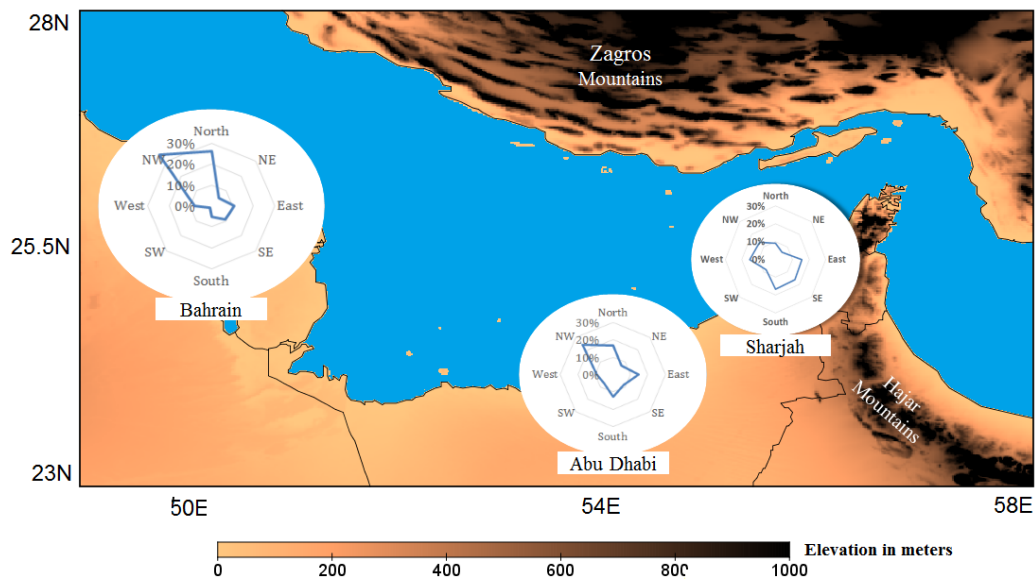 28N
25.5N
23N
50E
54E
58E
Zagros
Mountains
Hajar
Mountains
North
30%
NW
NE
20%
10%
0%
West
East
SW
SE
South
Bahrain
North
30%
NW
NE
20%
10%
0%
West
East
SW
SE
South
Abu Dhabi
North
30%
NW
NE
20%
10%
0%
West
East
SW
SE
South
Sharjah
0
200
400
600
800
1000
Elevation in meters